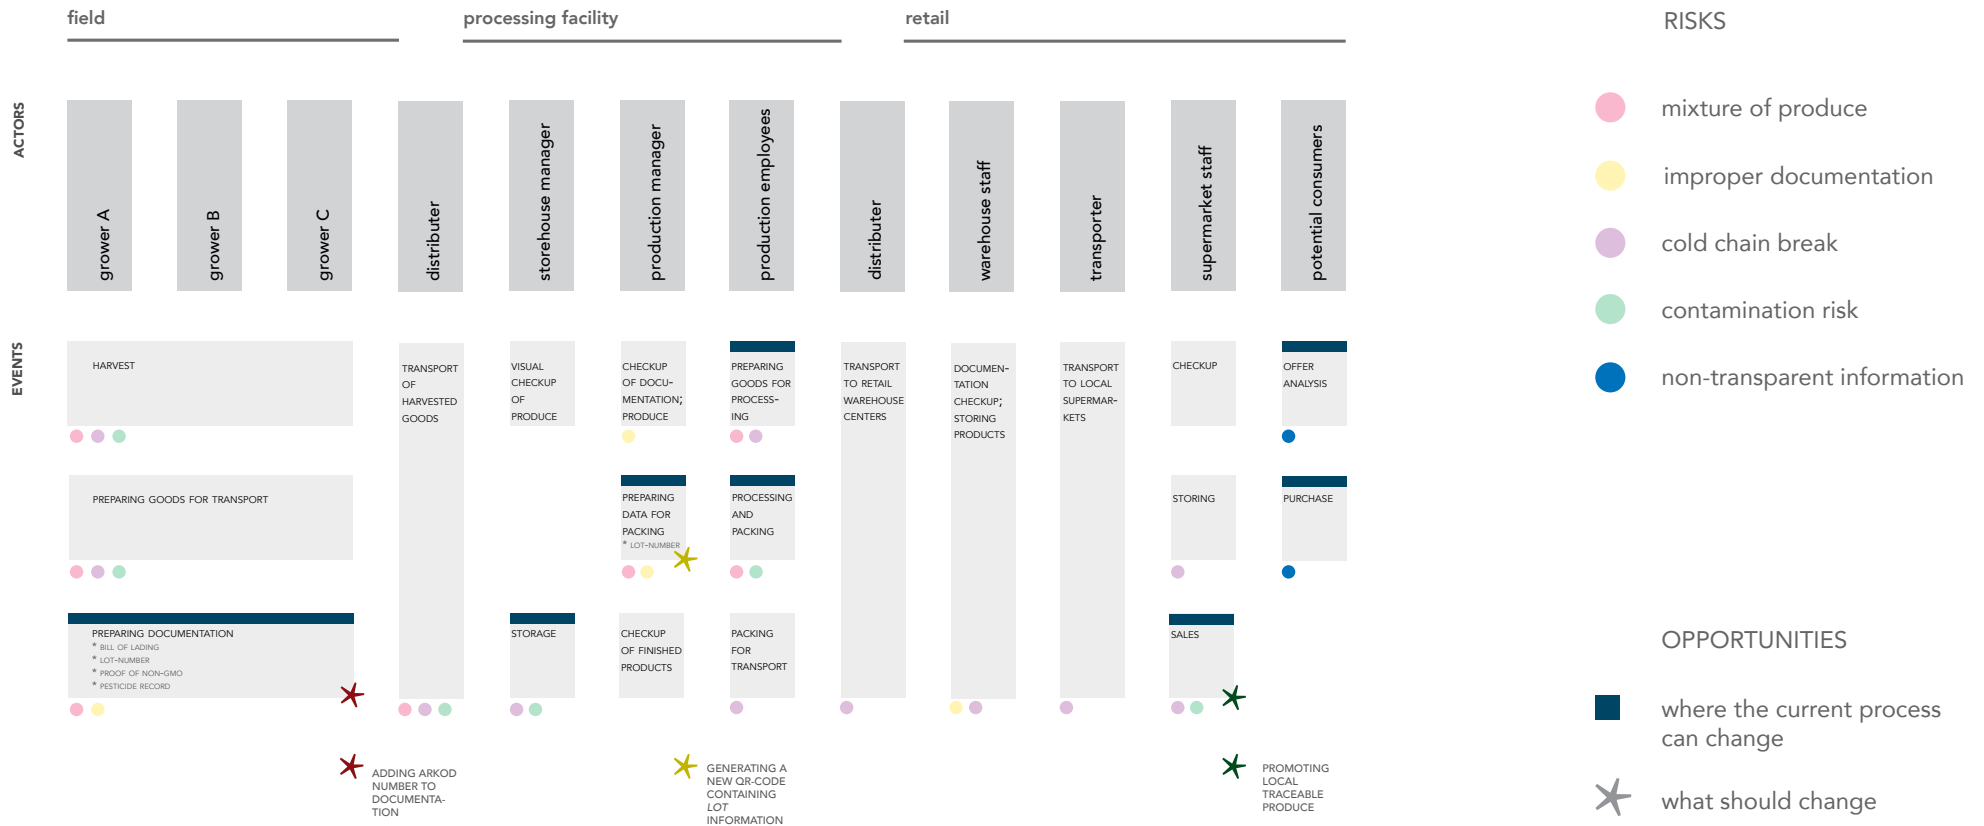 field
processing facility
retail
ACTORS
grower A
grower B
grower C
distributer
storehouse manager
production manager
production employees
distributer
warehouse staff
transporter
supermarket staff
potential consumers
EVENTS
HARVEST
TRANSPORT
OF
HARVESTED
GOODS
VISUAL
CHECKUP
OF
PRODUCE
CHECKUP
OF DOCU-
MENTATION;
PRODUCE
PREPARING
GOODS FOR
PROCESS-
ING
TRANSPORT
TO RETAIL
WAREHOUSE
CENTERS
DOCUMEN-
TATION
CHECKUP;
STORING
PRODUCTS
TRANSPORT
TO LOCAL
SUPERMAR-
KETS
CHECKUP
OFFER
ANALYSIS
PREPARING GOODS FOR TRANSPORT
PREPARING
DATA FOR
PACKING
* LOT-NUMBER
PROCESSING
AND
PACKING
STORING
PURCHASE
PREPARING DOCUMENTATION
* BILL OF LADING
* LOT-NUMBER
* PROOF OF NON-GMO
* PESTICIDE RECORD
STORAGE
CHECKUP
OF FINISHED
PRODUCTS
PACKING
FOR
TRANSPORT
SALES
ADDING ARKOD
NUMBER TO
DOCUMENTA-
TION
GENERATING A
NEW QR-CODE
CONTAINING
LOT
INFORMATION
PROMOTING
LOCAL
TRACEABLE
PRODUCE
RISKS
mixture of produce
improper documentation
cold chain break
contamination risk
non-transparent information
OPPORTUNITIES
where the current process
can change
what should change